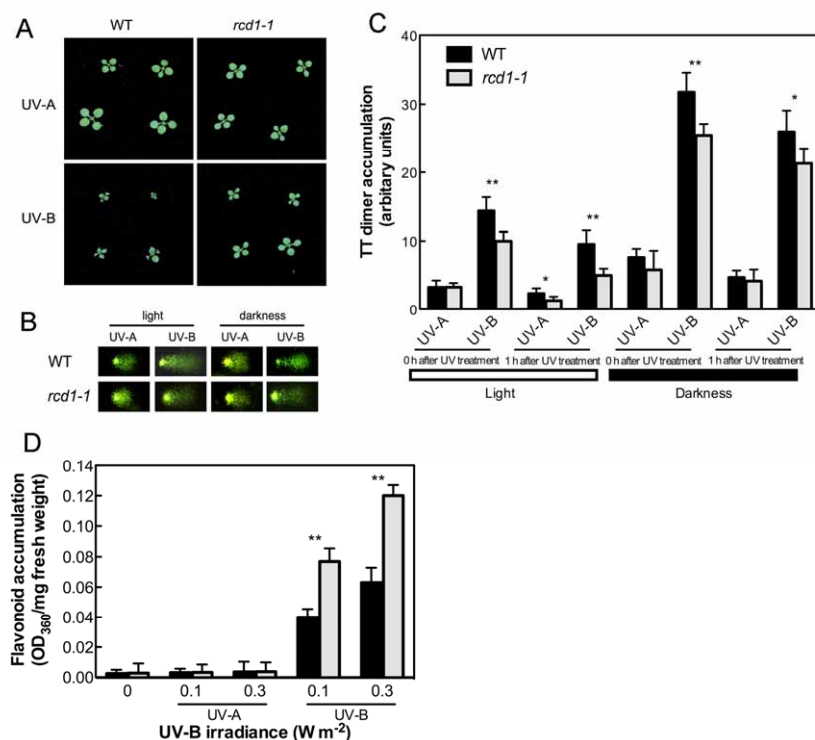 A
WT rcd1-1
UV-A
UV-B
B
light darkness
UV-A UV-B UV-A UV-B
WT
rcd1-1
C
WT
rcd1-1
TT dimer accumulation
(arbitary units)
40
30
20
10
0
** ** * ** ** *
UV-A UV-B UV-A UV-B UV-A UV-B UV-A UV-B
0 h after UV treatment 1 h after UV treatment 0 h after UV treatment 1 h after UV treatment
Light Darkness
D
Flavonoid accumulation
(OD360/mg fresh weight)
0.14
0.12
0.10
0.08
0.06
0.04
0.02
0.00
** **
0 0.1 0.3 0.1 0.3
UV-A UV-B
UV-B irradiance (W m-2)